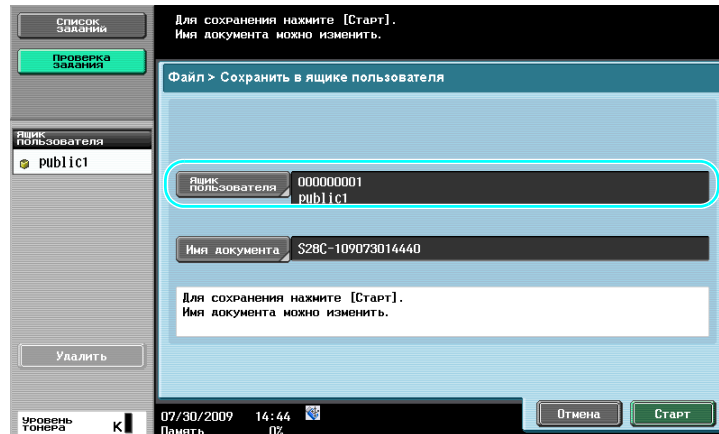 Список
заданий
Проверка
задания
Ящик
пользователя
public1
Удалить
Уровень
тонера
K
Для сохранения нажмите [Старт].
Имя документа можно изменить.
Файл > Сохранить в ящике пользователя
Ящик
пользователя
000000001
public1
Имя документа
S28C-109073014440
Для сохранения нажмите [Старт].
Имя документа можно изменить.
07/30/2009 14:44
Память 0%
Отмена
Старт